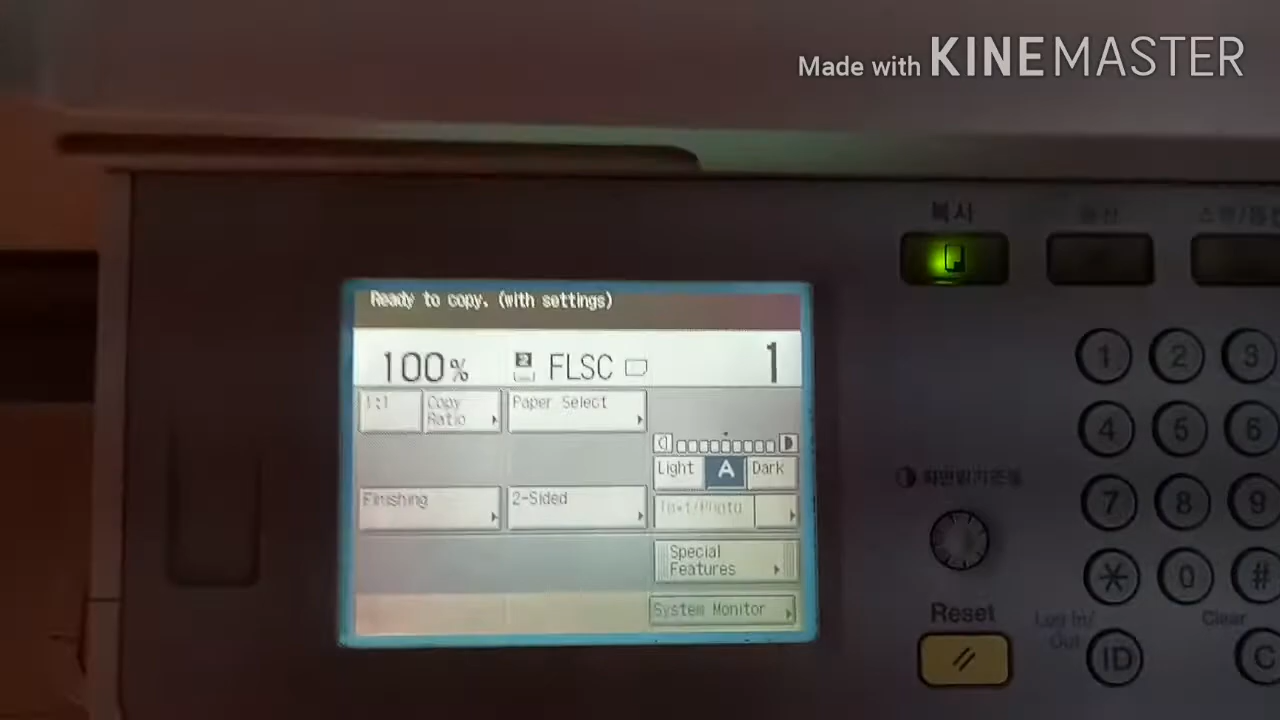 Made with KINEMASTER
복사
Ready to copy. (with settings)
100% 2 FLSC 1
1:1 Copy Ratio Paper Select
Light A Dark
Finishing 2-Sided Text/Photo
Special Features
System Monitor
1 2 3
4 5 6
화면밝기조절
7 8 9
* 0 #
Reset
Log In/Out
Clear
ID
C